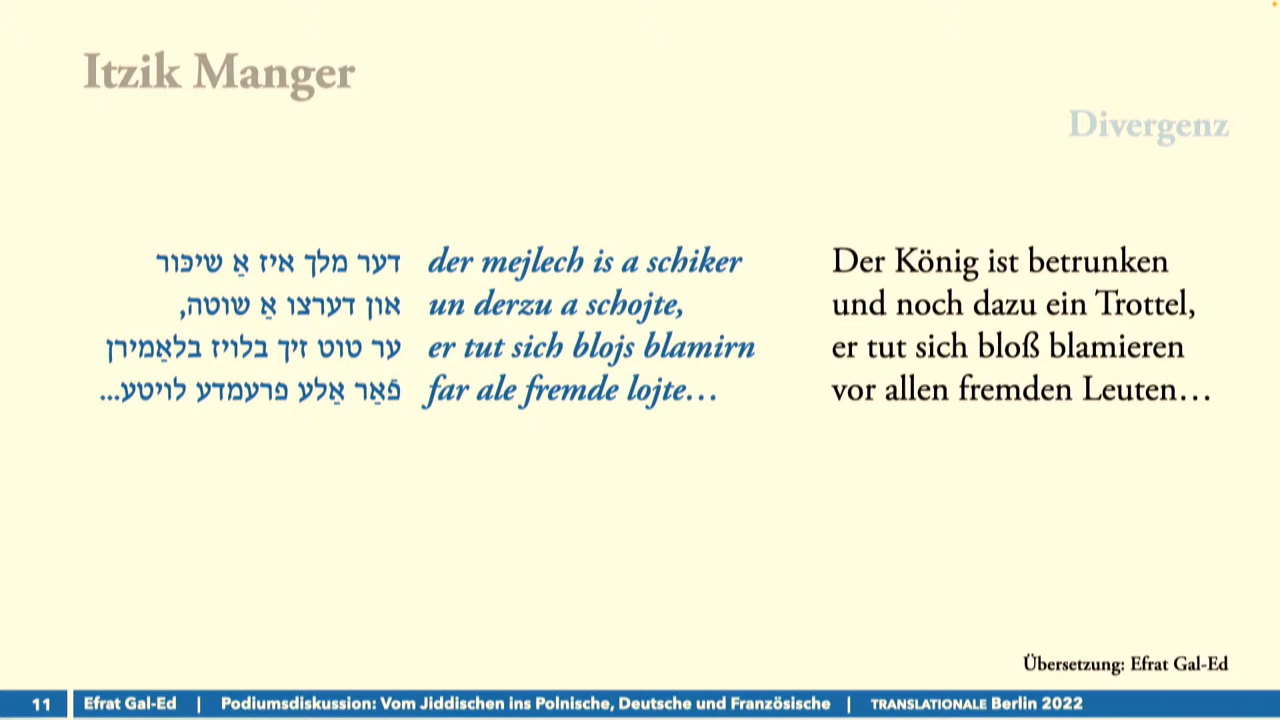 Itzik Manger
Divergenz
דער מלך איז אַ שיכּור
און דערצו אַ שוטה,
ער טוט זיך בלויז בלאַמירן
פֿאַר אַלע פרעמדע לויטע...
der mejlech is a schiker
un derzu a schojte,
er tut sich blojs blamirn
far ale fremde lojte…
Der König ist betrunken
und noch dazu ein Trottel,
er tut sich bloß blamieren
vor allen fremden Leuten…
Übersetzung: Efrat Gal-Ed
11 Efrat Gal-Ed | Podiumsdiskussion: Vom Jiddischen ins Polnische, Deutsche und Französische | TRANSLATIONALE Berlin 2022